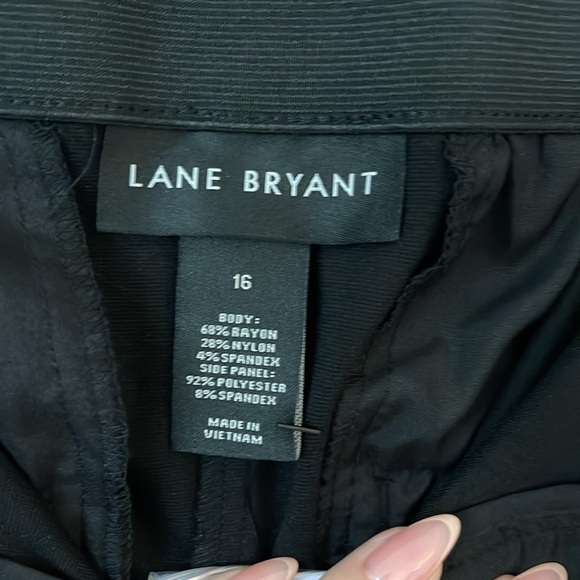 LANE BRYANT
16
BODY:
68% RAYON
28% NYLON
4% SPANDEX
SIDE PANEL:
92% POLYESTER
8% SPANDEX
MADE IN
VIETNAM